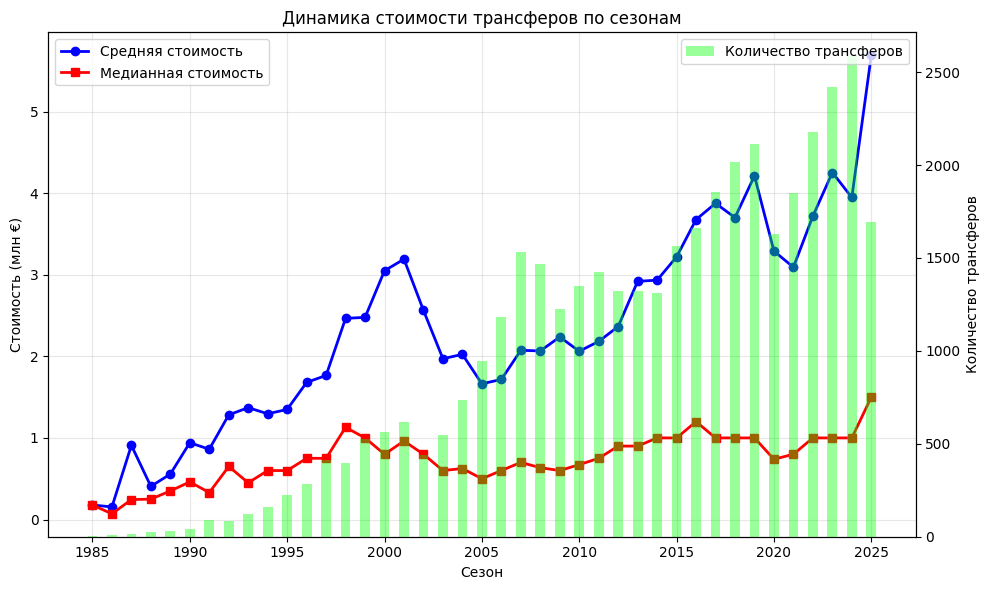 Динамика стоимости трансферов по сезонам
Средняя стоимость
Медианная стоимость
Количество трансферов
Стоимость (млн €)
5
4
3
2
1
0
2500
2000
1500
1000
500
0
Количество трансферов
1985 1990 1995 2000 2005 2010 2015 2020 2025
Сезон